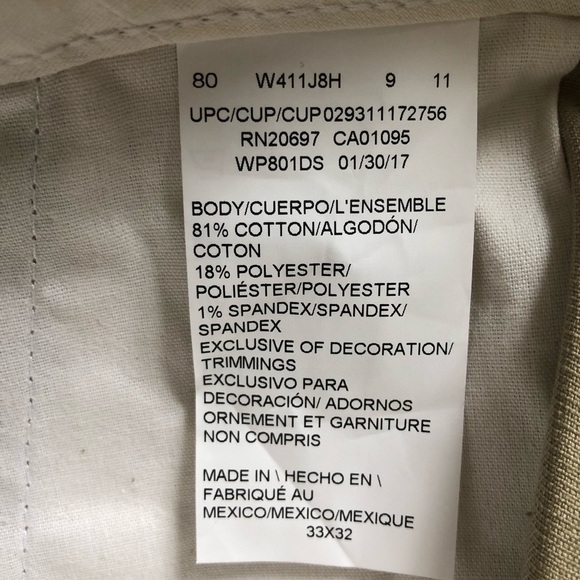 80 W411J8H 9 11
UPC/CUP/CUP029311172756
RN20697 CA01095
WP801DS 01/30/17
BODY/CUERPO/L'ENSEMBLE
81% COTTON/ALGODÓN/
COTON
18% POLYESTER/
POLIÉSTER/POLYESTER
1% SPANDEX/SPANDEX/
SPANDEX
EXCLUSIVE OF DECORATION/
TRIMMINGS
EXCLUSIVO PARA
DECORACIÓN/ ADORNOS
ORNEMENT ET GARNITURE
NON COMPRIS
MADE IN \ HECHO EN \
FABRIQUÉ AU
MEXICO/MEXICO/MEXIQUE
33X32